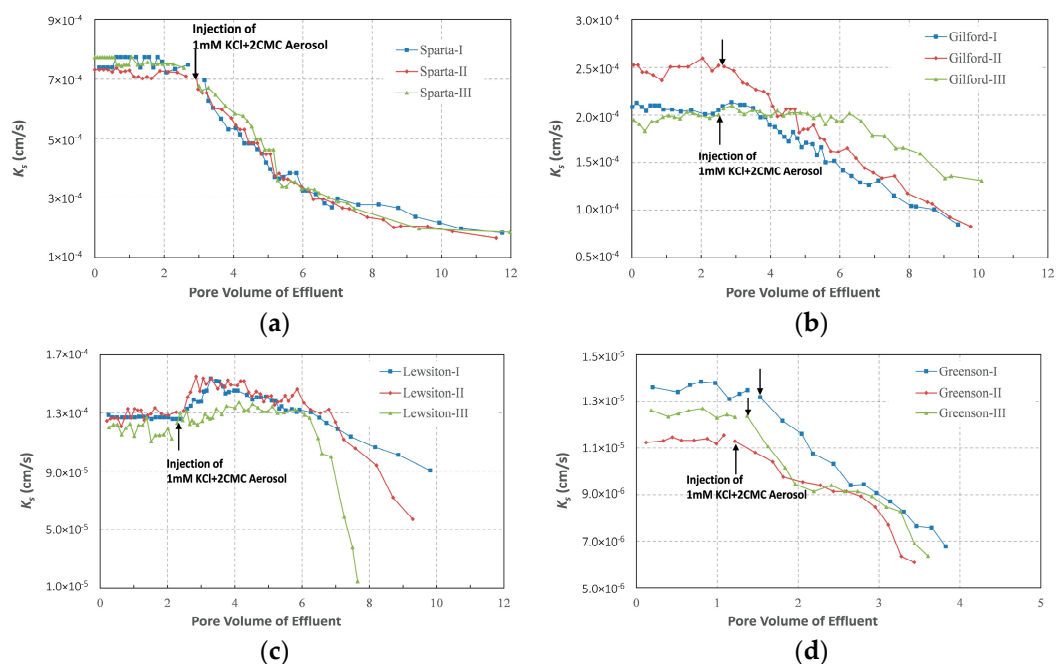 9×10⁻⁴
7×10⁻⁴
5×10⁻⁴
3×10⁻⁴
1×10⁻⁴
Kₛ (cm/s)
Injection of
1mM KCl+2CMC Aerosol
Sparta-I
Sparta-II
Sparta-III
0 2 4 6 8 10 12
Pore Volume of Effluent
(a)
3.0×10⁻⁴
2.5×10⁻⁴
2.0×10⁻⁴
1.5×10⁻⁴
1.0×10⁻⁴
0.5×10⁻⁴
Kₛ (cm/s)
Gilford-I
Gilford-II
Gilford-III
Injection of
1mM KCl+2CMC Aerosol
0 2 4 6 8 10 12
Pore Volume of Effluent
(b)
1.7×10⁻⁴
1.3×10⁻⁴
9.0×10⁻⁵
5.0×10⁻⁵
1.0×10⁻⁵
Kₛ (cm/s)
Lewsiton-I
Lewsiton-II
Lewsiton-III
Injection of
1mM KCl+2CMC Aerosol
0 2 4 6 8 10 12
Pore Volume of Effluent
(c)
1.5×10⁻⁵
1.3×10⁻⁵
1.1×10⁻⁵
9.0×10⁻⁶
7.0×10⁻⁶
5.0×10⁻⁶
Kₛ (cm/s)
Greenson-I
Greenson-II
Greenson-III
Injection of
1mM KCl+2CMC Aerosol
0 1 2 3 4 5
Pore Volume of Effluent
(d)